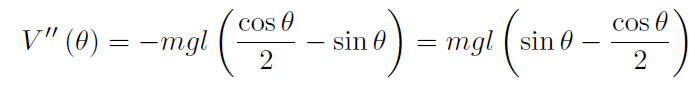 V″ (θ) = −mgl (cos θ / 2 − sin θ) = mgl (sin θ − cos θ / 2)